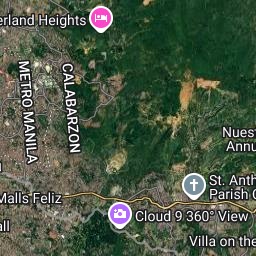 erland Heights
METRO MANILA
CALABARZON
Nues
Annu
St. Anth
Parish C
Malls Feliz
all
Cloud 9 360° View
Villa on the